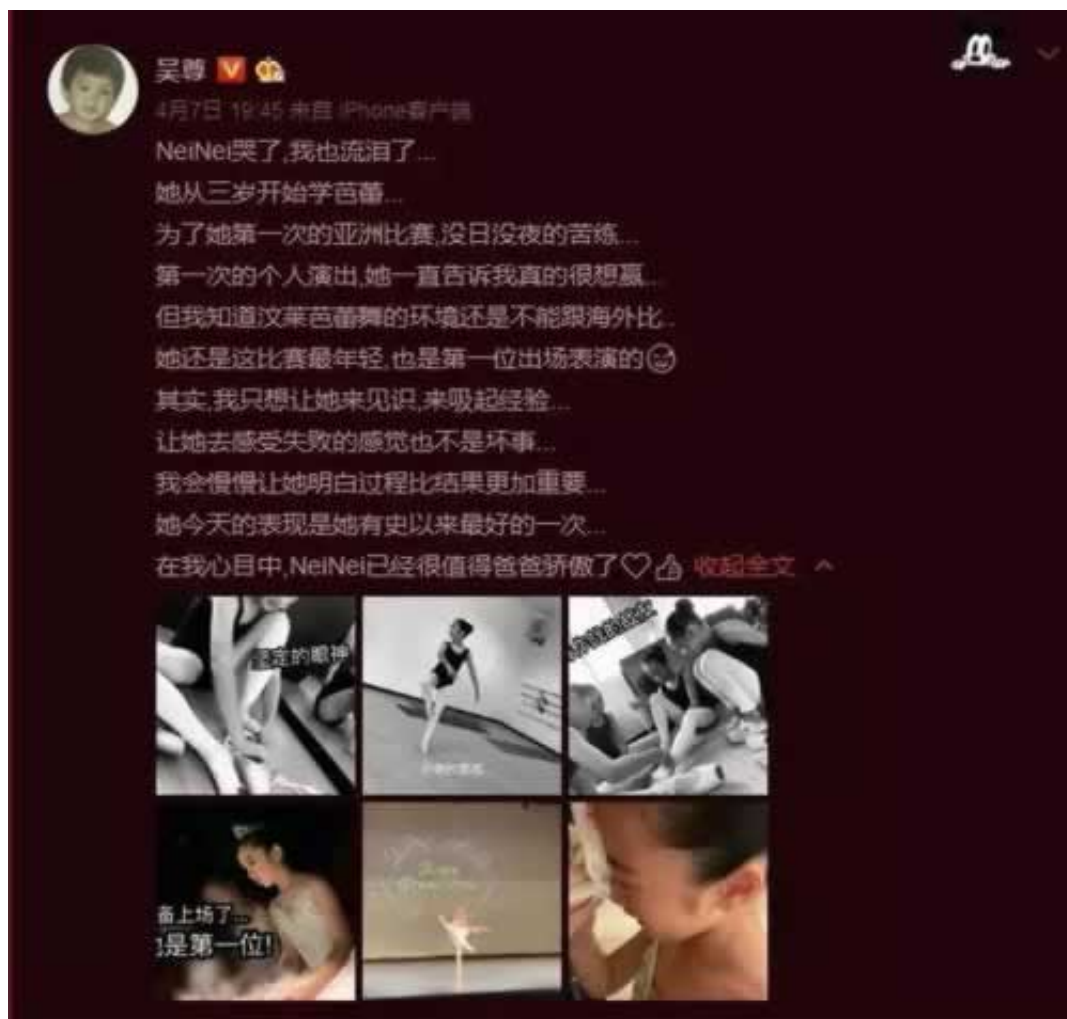 吴尊
4月7日 19:45 来自 iPhone客户端
NeiNei哭了,我也流泪了...
她从三岁开始学芭蕾...
为了她第一次的亚洲比赛,没日没夜的苦练...
第一次的个人演出,她一直告诉我真的很想赢...
但我知道汶莱芭蕾舞的环境还是不能跟海外比..
她还是这比赛最年轻,也是第一位出场表演的
其实,我只想让她来见识,来吸起经验...
让她去感受失败的感觉也不是坏事...
我会慢慢让她明白过程比结果更加重要...
她今天的表现是她有史以来最好的一次...
在我心目中,NeiNei已经很值得爸爸骄傲了♡ 收起全文
定的眼神
备上场了...
是第一位!